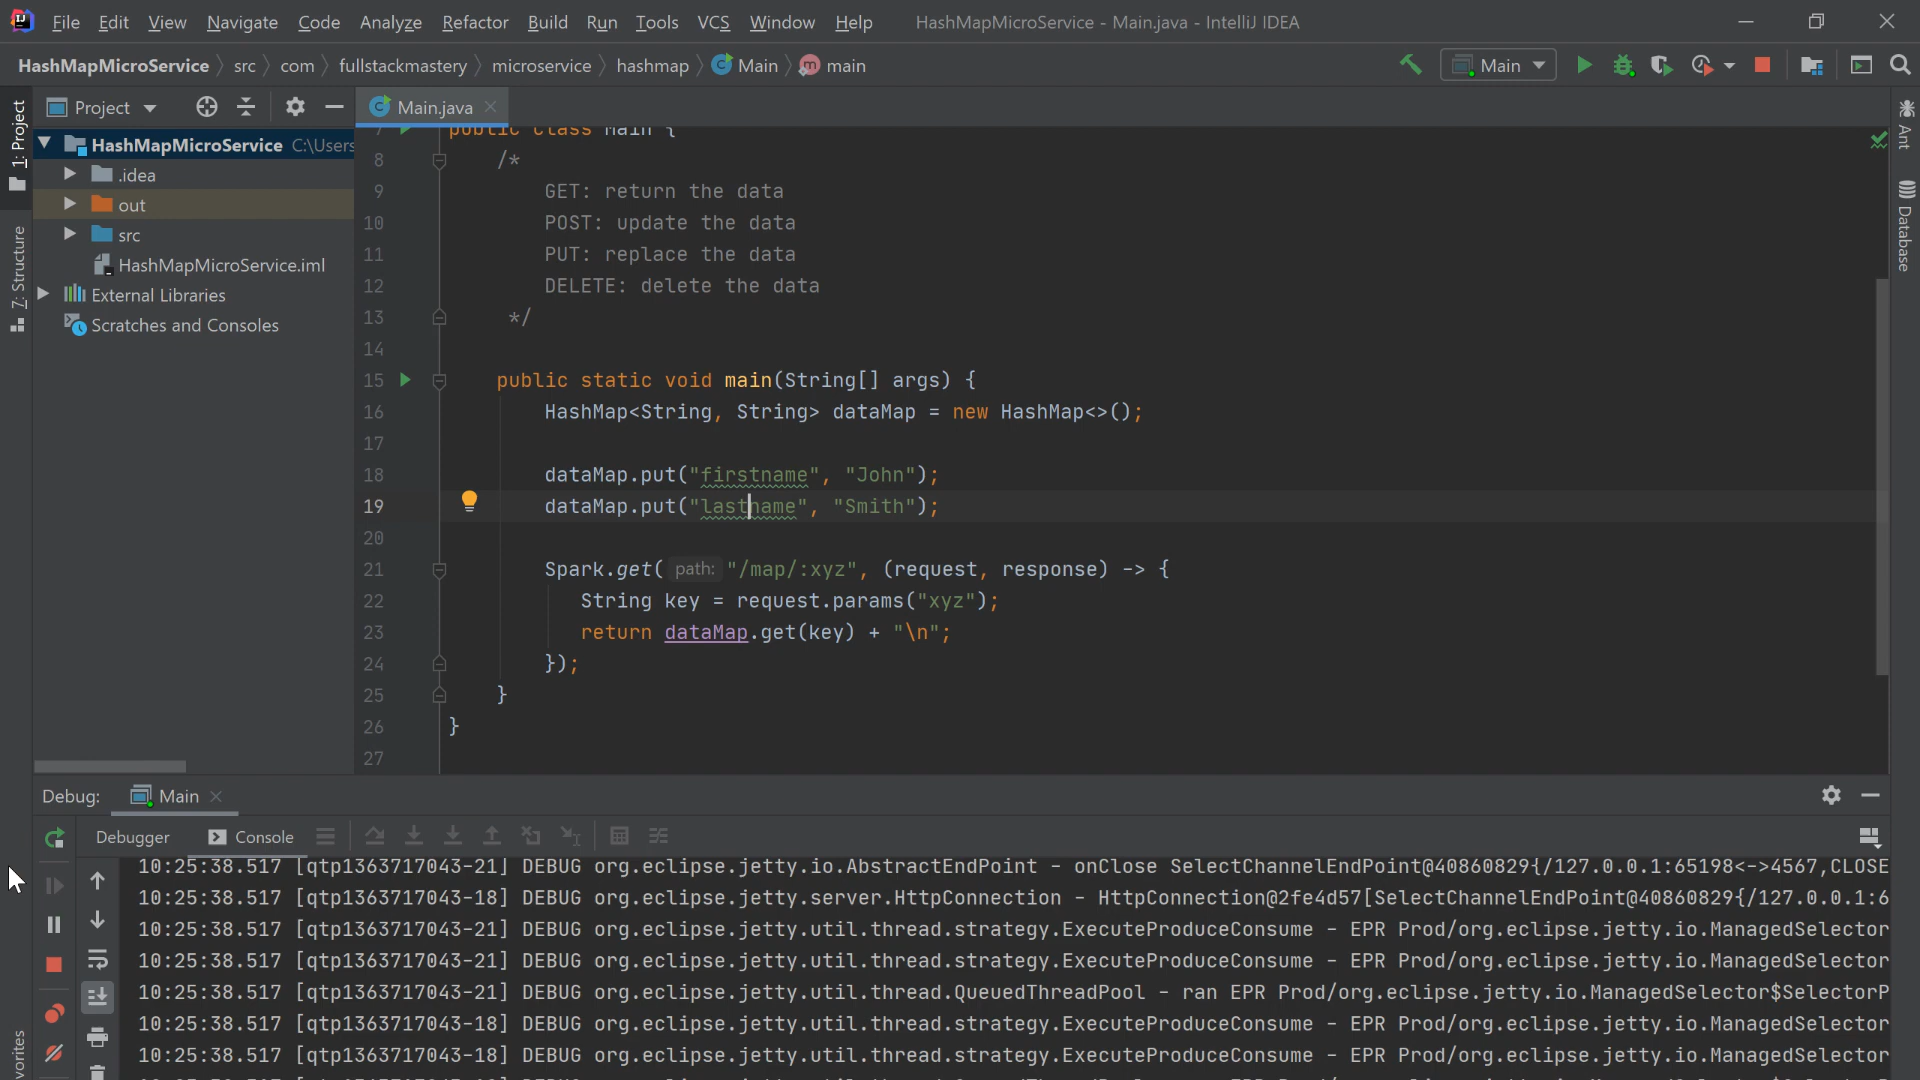 File Edit View Navigate Code Analyze Refactor Build Run Tools VCS Window Help HashMapMicroService - Main.java - IntelliJ IDEA
HashMapMicroService src com fullstackmastery microservice hashmap Main main Main
1: Project
7: Structure
Project
HashMapMicroService C:\Users
.idea
out
src
HashMapMicroService.iml
External Libraries
Scratches and Consoles
Main.java
7 public class Main {
8 /*
9 GET: return the data
10 POST: update the data
11 PUT: replace the data
12 DELETE: delete the data
13 */
14
15 public static void main(String[] args) {
16 HashMap<String, String> dataMap = new HashMap<>();
17
18 dataMap.put("firstname", "John");
19 dataMap.put("lastname", "Smith");
20
21 Spark.get( path: "/map/:xyz", (request, response) -> {
22 String key = request.params("xyz");
23 return dataMap.get(key) + "\n";
24 });
25 }
26 }
27
Ant
Database
Debug: Main
Debugger Console
10:25:38.517 [qtp1363717043-21] DEBUG org.eclipse.jetty.io.AbstractEndPoint - onClose SelectChannelEndPoint@40860829{/127.0.0.1:65198<->4567,CLOSE
10:25:38.517 [qtp1363717043-18] DEBUG org.eclipse.jetty.server.HttpConnection - HttpConnection@2fe4d57[SelectChannelEndPoint@40860829{/127.0.0.1:6
10:25:38.517 [qtp1363717043-21] DEBUG org.eclipse.jetty.util.thread.strategy.ExecuteProduceConsume - EPR Prod/org.eclipse.jetty.io.ManagedSelector
10:25:38.517 [qtp1363717043-21] DEBUG org.eclipse.jetty.util.thread.strategy.ExecuteProduceConsume - EPR Prod/org.eclipse.jetty.io.ManagedSelector
10:25:38.517 [qtp1363717043-21] DEBUG org.eclipse.jetty.util.thread.QueuedThreadPool - ran EPR Prod/org.eclipse.jetty.io.ManagedSelector$SelectorP
10:25:38.517 [qtp1363717043-18] DEBUG org.eclipse.jetty.util.thread.strategy.ExecuteProduceConsume - EPR Prod/org.eclipse.jetty.io.ManagedSelector
10:25:38.517 [qtp1363717043-18] DEBUG org.eclipse.jetty.util.thread.strategy.ExecuteProduceConsume - EPR Prod/org.eclipse.jetty.io.ManagedSelector
vorites